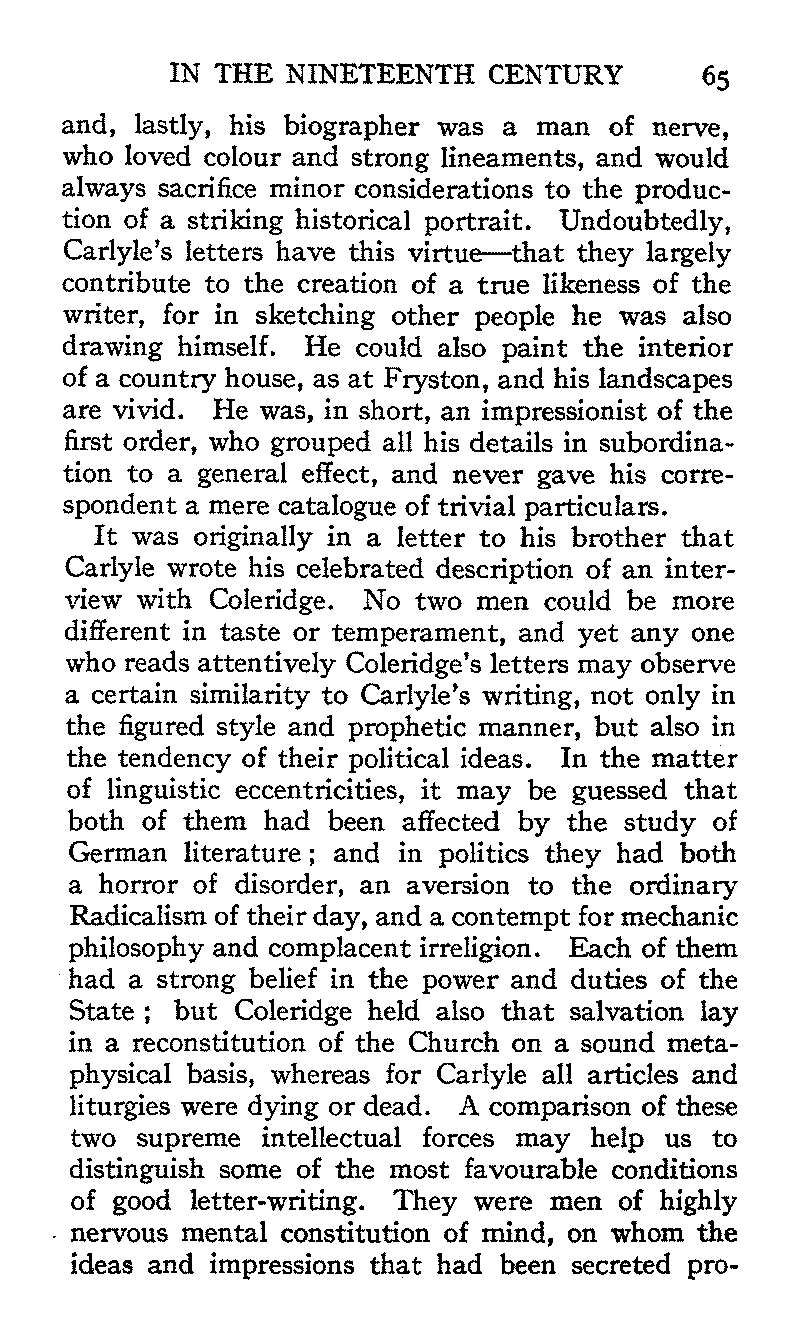 IN THE NINETEENTH CENTURY 65
and, lastly, his biographer was a man of nerve,
who loved colour and strong lineaments, and would
always sacrifice minor considerations to the produc-
tion of a striking historical portrait. Undoubtedly,
Carlyle's letters have this virtue—that they largely
contribute to the creation of a true likeness of the
writer, for in sketching other people he was also
drawing himself. He could also paint the interior
of a country house, as at Fryston, and his landscapes
are vivid. He was, in short, an impressionist of the
first order, who grouped all his details in subordina-
tion to a general effect, and never gave his corre-
spondent a mere catalogue of trivial particulars.
It was originally in a letter to his brother that
Carlyle wrote his celebrated description of an inter-
view with Coleridge. No two men could be more
different in taste or temperament, and yet any one
who reads attentively Coleridge's letters may observe
a certain similarity to Carlyle's writing, not only in
the figured style and prophetic manner, but also in
the tendency of their political ideas. In the matter
of linguistic eccentricities, it may be guessed that
both of them had been affected by the study of
German literature ; and in politics they had both
a horror of disorder, an aversion to the ordinary
Radicalism of their day, and a contempt for mechanic
philosophy and complacent irreligion. Each of them
had a strong belief in the power and duties of the
State ; but Coleridge held also that salvation lay
in a reconstitution of the Church on a sound meta-
physical basis, whereas for Carlyle all articles and
liturgies were dying or dead. A comparison of these
two supreme intellectual forces may help us to
distinguish some of the most favourable conditions
of good letter-writing. They were men of highly
nervous mental constitution of mind, on whom the
ideas and impressions that had been secreted pro-